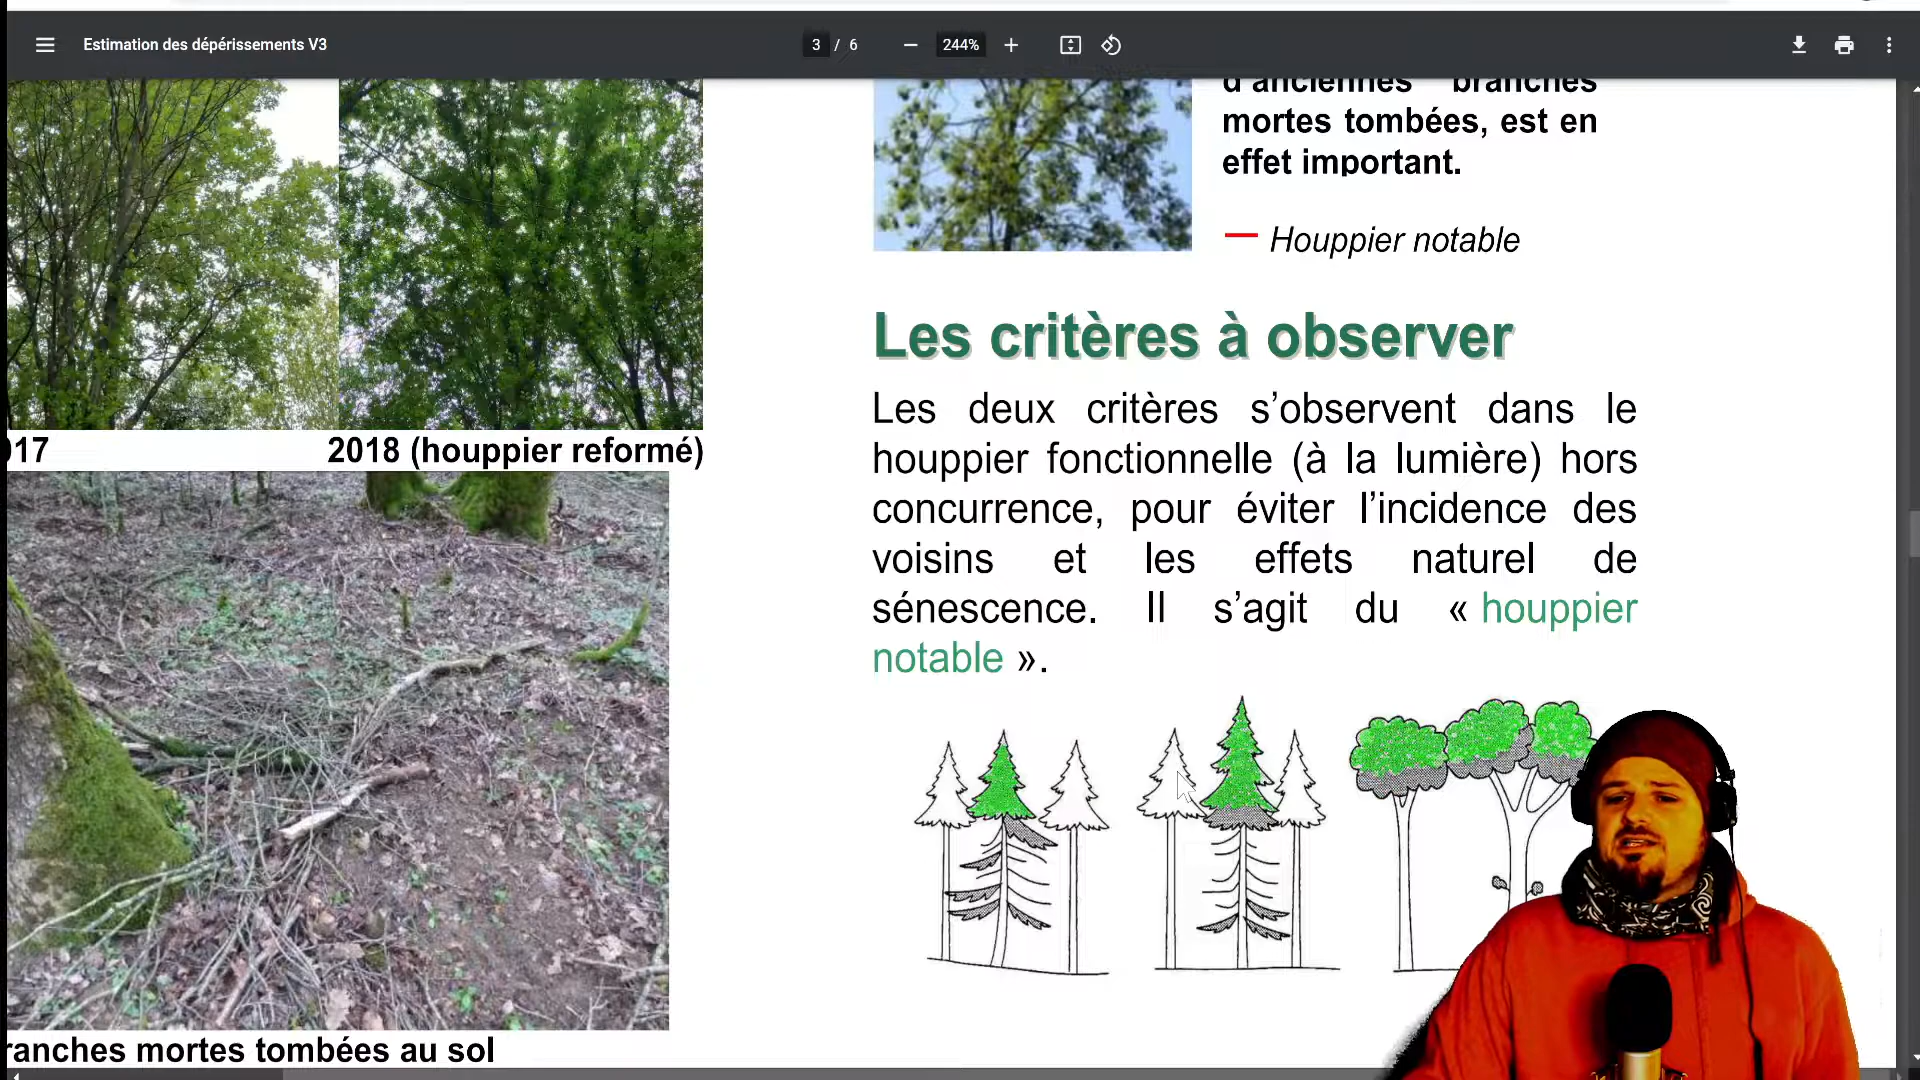 Estimation des dépérissements V3
3 / 6
244%
d'anciennes branches
mortes tombées, est en
effet important.
Houppier notable
Les critères à observer
Les deux critères s'observent dans le
houppier fonctionnelle (à la lumière) hors
concurrence, pour éviter l'incidence des
voisins et les effets naturel de
sénescence. Il s'agit du « houppier
notable ».
017
2018 (houppier reformé)
ranches mortes tombées au sol